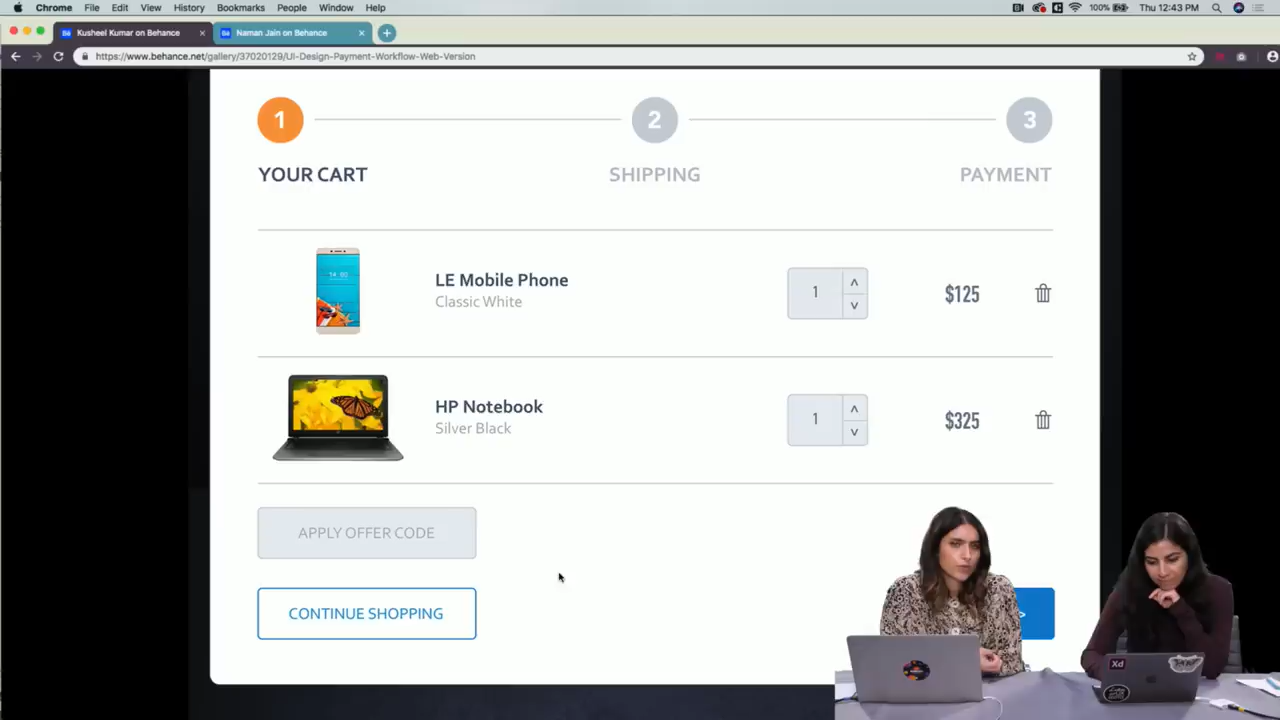 Chrome File Edit View History Bookmarks People Window Help 100% Thu 12:43 PM
Kusheel Kumar on Behance
Naman Jain on Behance
https://www.behance.net/gallery/37020129/UI-Design-Payment-Workflow-Web-Version
1 2 3
YOUR CART SHIPPING PAYMENT
LE Mobile Phone
Classic White
1
$125
HP Notebook
Silver Black
1
$325
APPLY OFFER CODE
CONTINUE SHOPPING
>
Xd